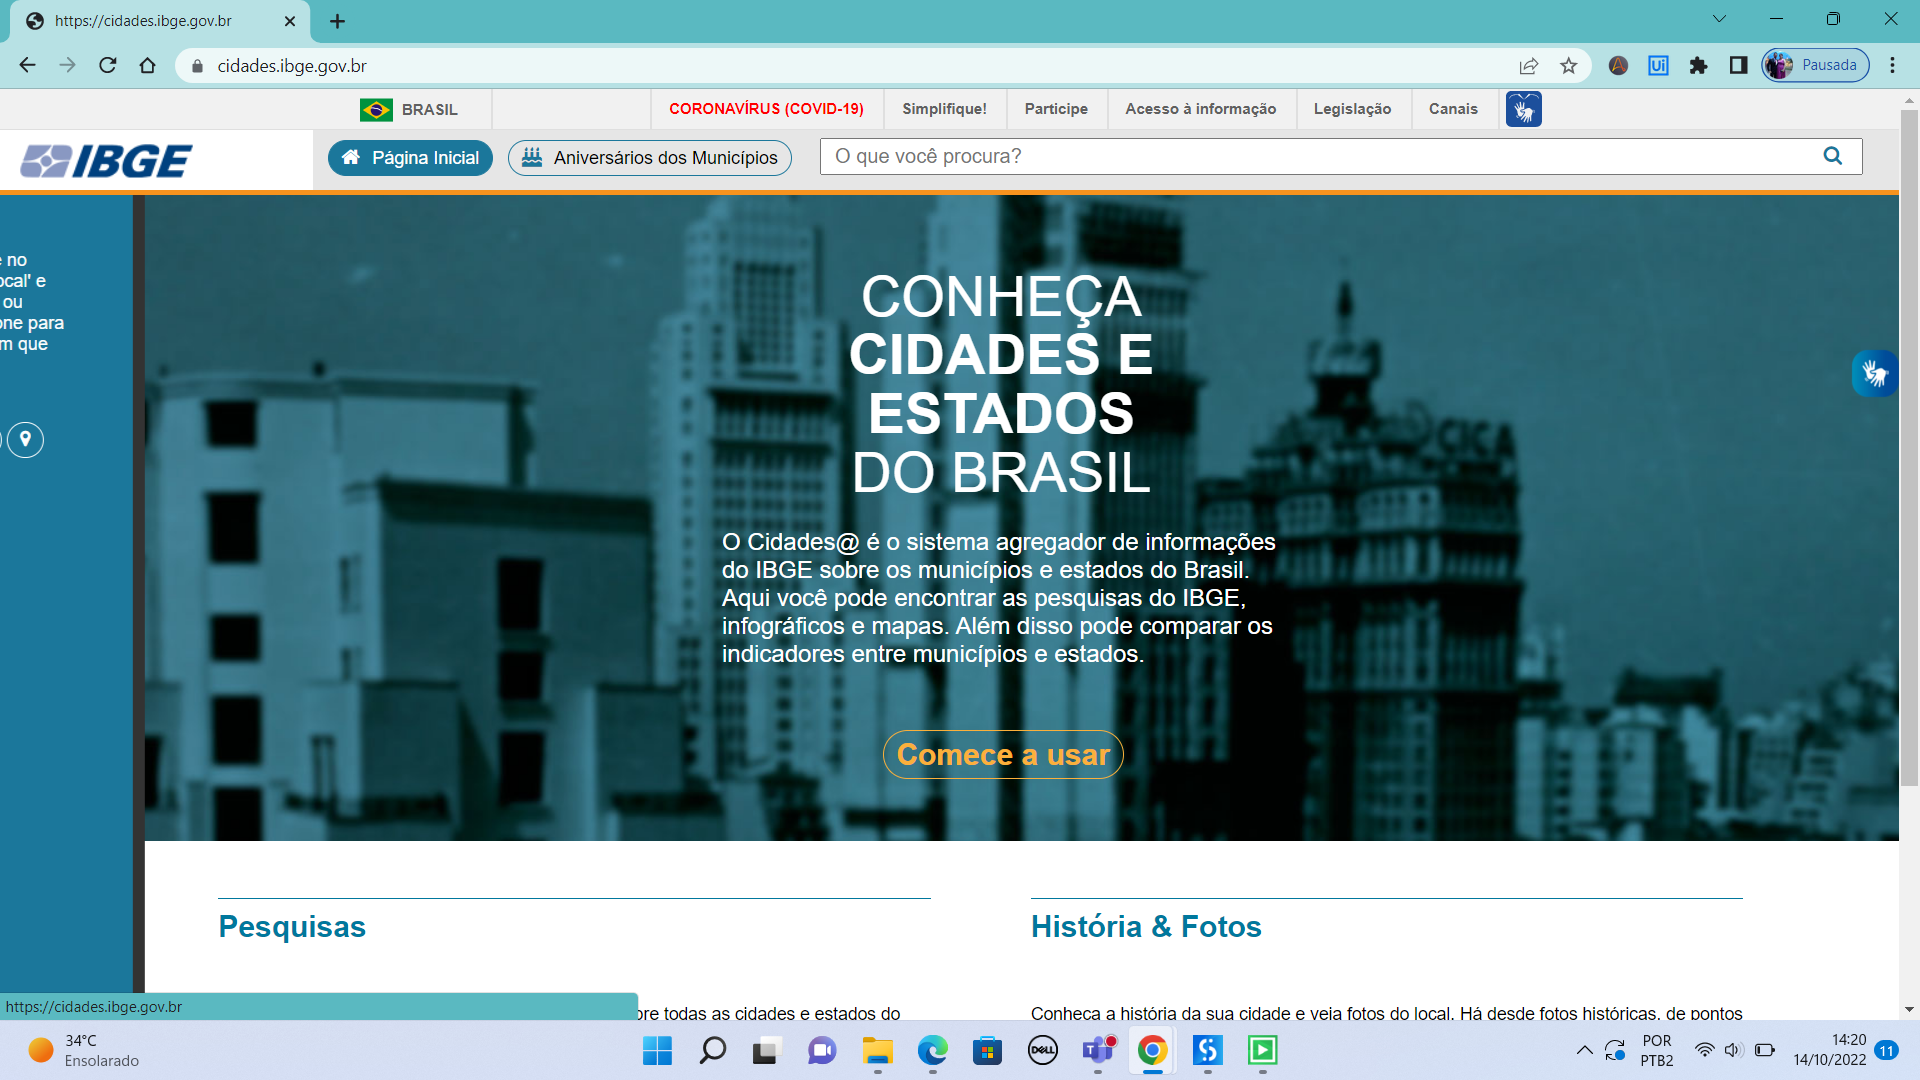 https://cidades.ibge.gov.br
cidades.ibge.gov.br
Ui
Pausada
BRASIL
CORONAVÍRUS (COVID-19)
Simplifique!
Participe
Acesso à informação
Legislação
Canais
IBGE
Página Inicial
Aniversários dos Municípios
O que você procura?
e no
ocal' e
ou
one para
m que
CONHEÇA
CIDADES E
ESTADOS
DO BRASIL
CICA
O Cidades@ é o sistema agregador de informações
do IBGE sobre os municípios e estados do Brasil.
Aqui você pode encontrar as pesquisas do IBGE,
infográficos e mapas. Além disso pode comparar os
indicadores entre municípios e estados.
Comece a usar
Pesquisas
História & Fotos
bre todas as cidades e estados do
Conheça a história da sua cidade e veja fotos do local. Há desde fotos históricas, de pontos
https://cidades.ibge.gov.br
34°C
Ensolarado
DELL
POR
PTB2
14:20
14/10/2022
11